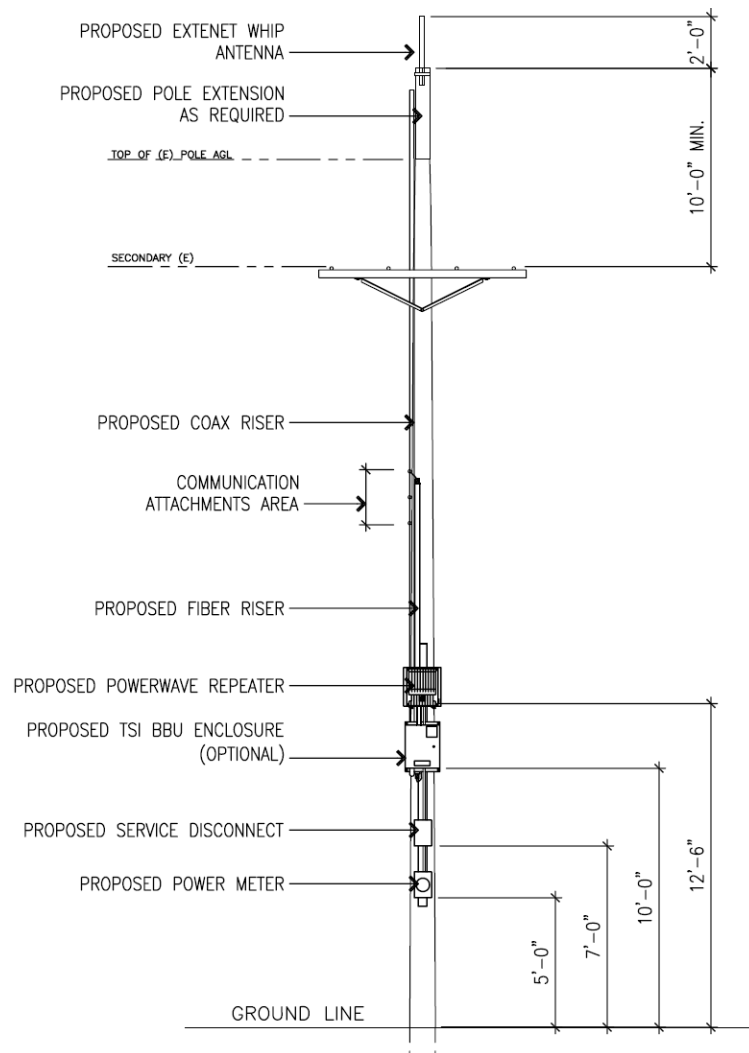 PROPOSED EXTENET WHIP
ANTENNA
2'-0"
PROPOSED POLE EXTENSION
AS REQUIRED
TOP OF (E) POLE AGL
10'-0" MIN.
SECONDARY (E)
PROPOSED COAX RISER
COMMUNICATION
ATTACHMENTS AREA
PROPOSED FIBER RISER
PROPOSED POWERWAVE REPEATER
PROPOSED TSI BBU ENCLOSURE
(OPTIONAL)
PROPOSED SERVICE DISCONNECT
PROPOSED POWER METER
5'-0"
7'-0"
10'-0"
12'-6"
GROUND LINE